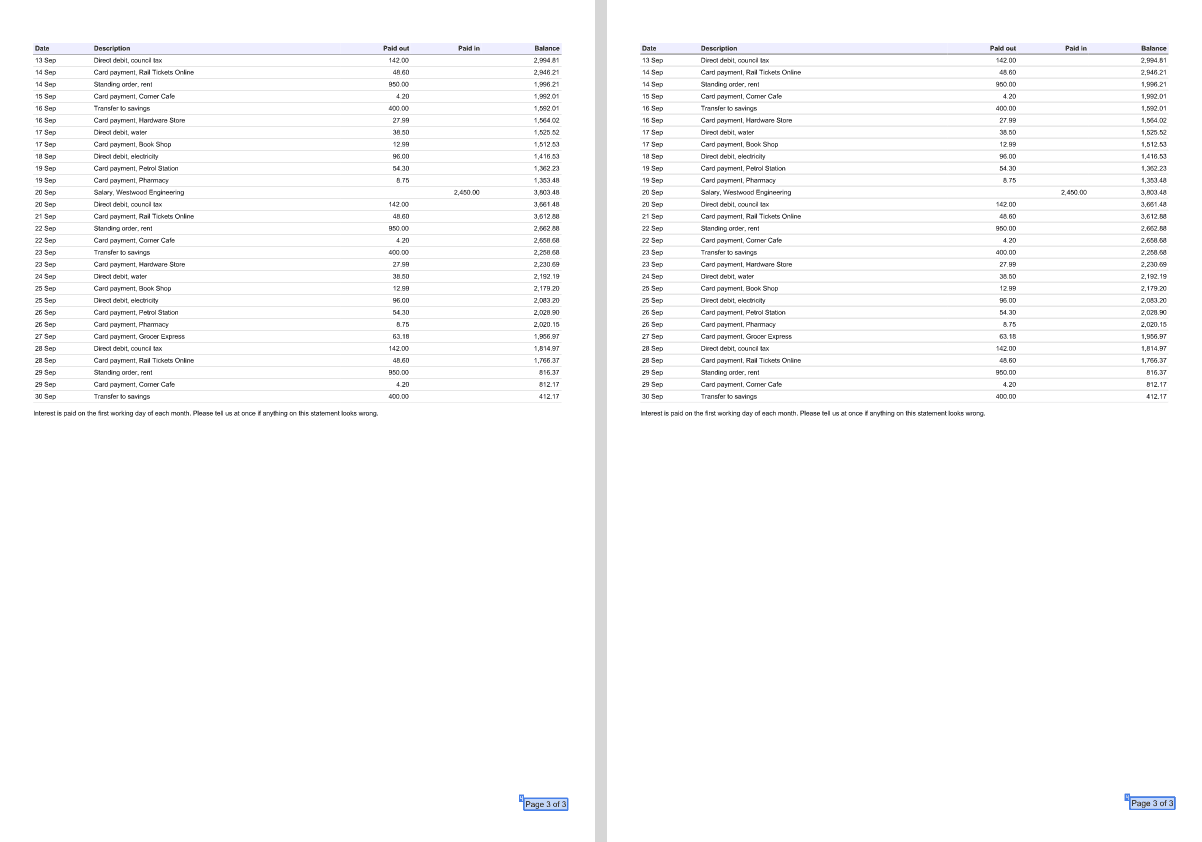 Date Description Paid out Paid in Balance
13 Sep Direct debit, council tax 142.00 2,994.81
14 Sep Card payment, Rail Tickets Online 48.60 2,946.21
14 Sep Standing order, rent 950.00 1,996.21
15 Sep Card payment, Corner Cafe 4.20 1,992.01
16 Sep Transfer to savings 400.00 1,592.01
16 Sep Card payment, Hardware Store 27.99 1,564.02
17 Sep Direct debit, water 38.50 1,525.52
17 Sep Card payment, Book Shop 12.99 1,512.53
18 Sep Direct debit, electricity 96.00 1,416.53
19 Sep Card payment, Petrol Station 54.30 1,362.23
19 Sep Card payment, Pharmacy 8.75 1,353.48
20 Sep Salary, Westwood Engineering 2,450.00 3,803.48
20 Sep Direct debit, council tax 142.00 3,661.48
21 Sep Card payment, Rail Tickets Online 48.60 3,612.88
22 Sep Standing order, rent 950.00 2,662.88
22 Sep Card payment, Corner Cafe 4.20 2,658.68
23 Sep Transfer to savings 400.00 2,258.68
23 Sep Card payment, Hardware Store 27.99 2,230.69
24 Sep Direct debit, water 38.50 2,192.19
25 Sep Card payment, Book Shop 12.99 2,179.20
25 Sep Direct debit, electricity 96.00 2,083.20
26 Sep Card payment, Petrol Station 54.30 2,028.90
26 Sep Card payment, Pharmacy 8.75 2,020.15
27 Sep Card payment, Grocer Express 63.18 1,956.97
28 Sep Direct debit, council tax 142.00 1,814.97
28 Sep Card payment, Rail Tickets Online 48.60 1,766.37
29 Sep Standing order, rent 950.00 816.37
29 Sep Card payment, Corner Cafe 4.20 812.17
30 Sep Transfer to savings 400.00 412.17
Interest is paid on the first working day of each month. Please tell us at once if anything on this statement looks wrong.
Page 3 of 3
Date Description Paid out Paid in Balance
13 Sep Direct debit, council tax 142.00 2,994.81
14 Sep Card payment, Rail Tickets Online 48.60 2,946.21
14 Sep Standing order, rent 950.00 1,996.21
15 Sep Card payment, Corner Cafe 4.20 1,992.01
16 Sep Transfer to savings 400.00 1,592.01
16 Sep Card payment, Hardware Store 27.99 1,564.02
17 Sep Direct debit, water 38.50 1,525.52
17 Sep Card payment, Book Shop 12.99 1,512.53
18 Sep Direct debit, electricity 96.00 1,416.53
19 Sep Card payment, Petrol Station 54.30 1,362.23
19 Sep Card payment, Pharmacy 8.75 1,353.48
20 Sep Salary, Westwood Engineering 2,450.00 3,803.48
20 Sep Direct debit, council tax 142.00 3,661.48
21 Sep Card payment, Rail Tickets Online 48.60 3,612.88
22 Sep Standing order, rent 950.00 2,662.88
22 Sep Card payment, Corner Cafe 4.20 2,658.68
23 Sep Transfer to savings 400.00 2,258.68
23 Sep Card payment, Hardware Store 27.99 2,230.69
24 Sep Direct debit, water 38.50 2,192.19
25 Sep Card payment, Book Shop 12.99 2,179.20
25 Sep Direct debit, electricity 96.00 2,083.20
26 Sep Card payment, Petrol Station 54.30 2,028.90
26 Sep Card payment, Pharmacy 8.75 2,020.15
27 Sep Card payment, Grocer Express 63.18 1,956.97
28 Sep Direct debit, council tax 142.00 1,814.97
28 Sep Card payment, Rail Tickets Online 48.60 1,766.37
29 Sep Standing order, rent 950.00 816.37
29 Sep Card payment, Corner Cafe 4.20 812.17
30 Sep Transfer to savings 400.00 412.17
Interest is paid on the first working day of each month. Please tell us at once if anything on this statement looks wrong.
Page 3 of 3